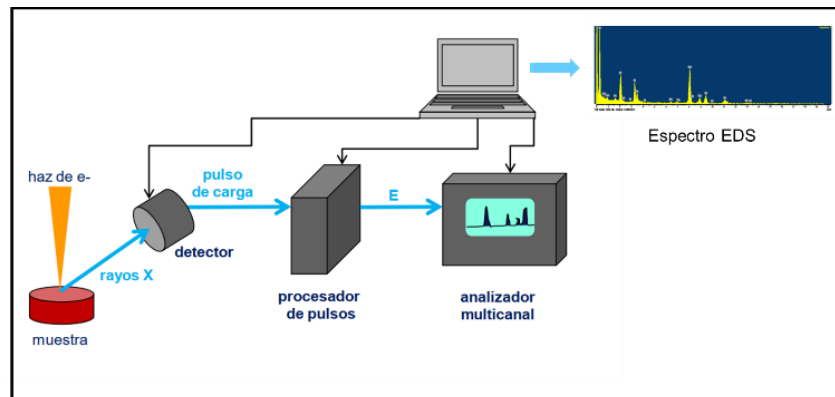 Espectro EDS
haz de e-
pulso
de carga
E
rayos X
detector
muestra
procesador
de pulsos
analizador
multicanal